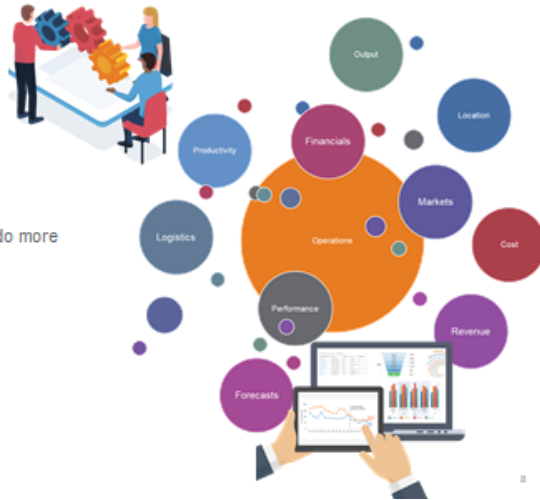 Output
Location
Financials
Productivity
Markets
do more
Logistics
Operations
Cost
Performance
Revenue
Forecasts